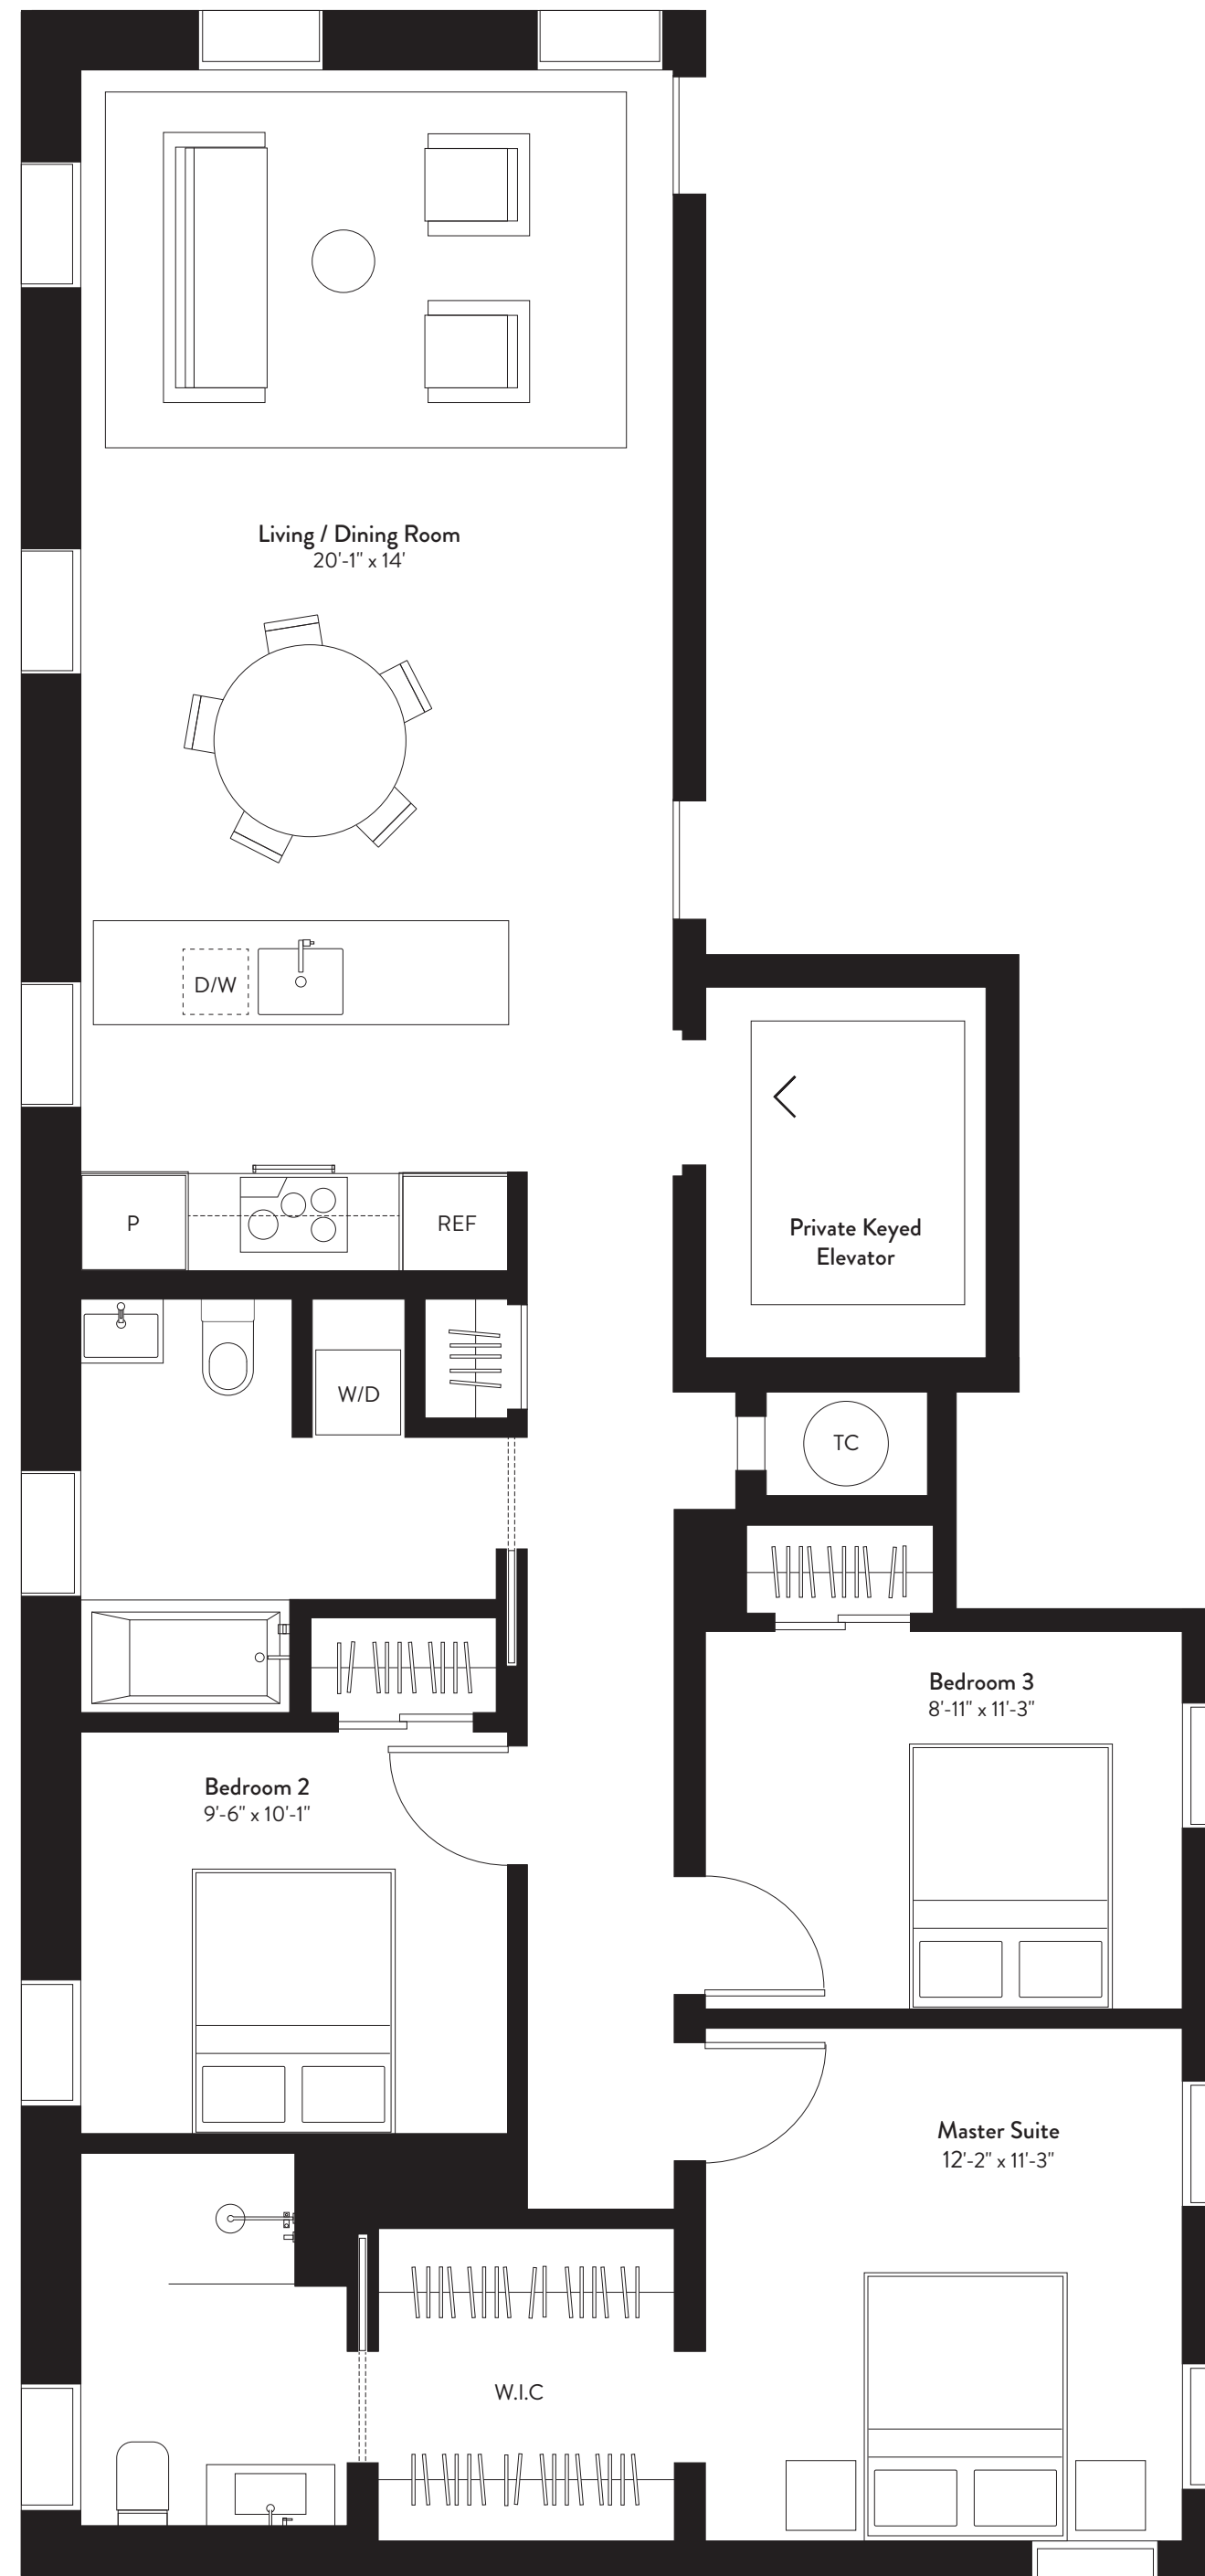 Living / Dining Room
20'-1" x 14'
D/W
P
REF
Private Keyed
Elevator
W/D
TC
Bedroom 3
8'-11" x 11'-3"
Bedroom 2
9'-6" x 10'-1"
Master Suite
12'-2" x 11'-3"
W.I.C